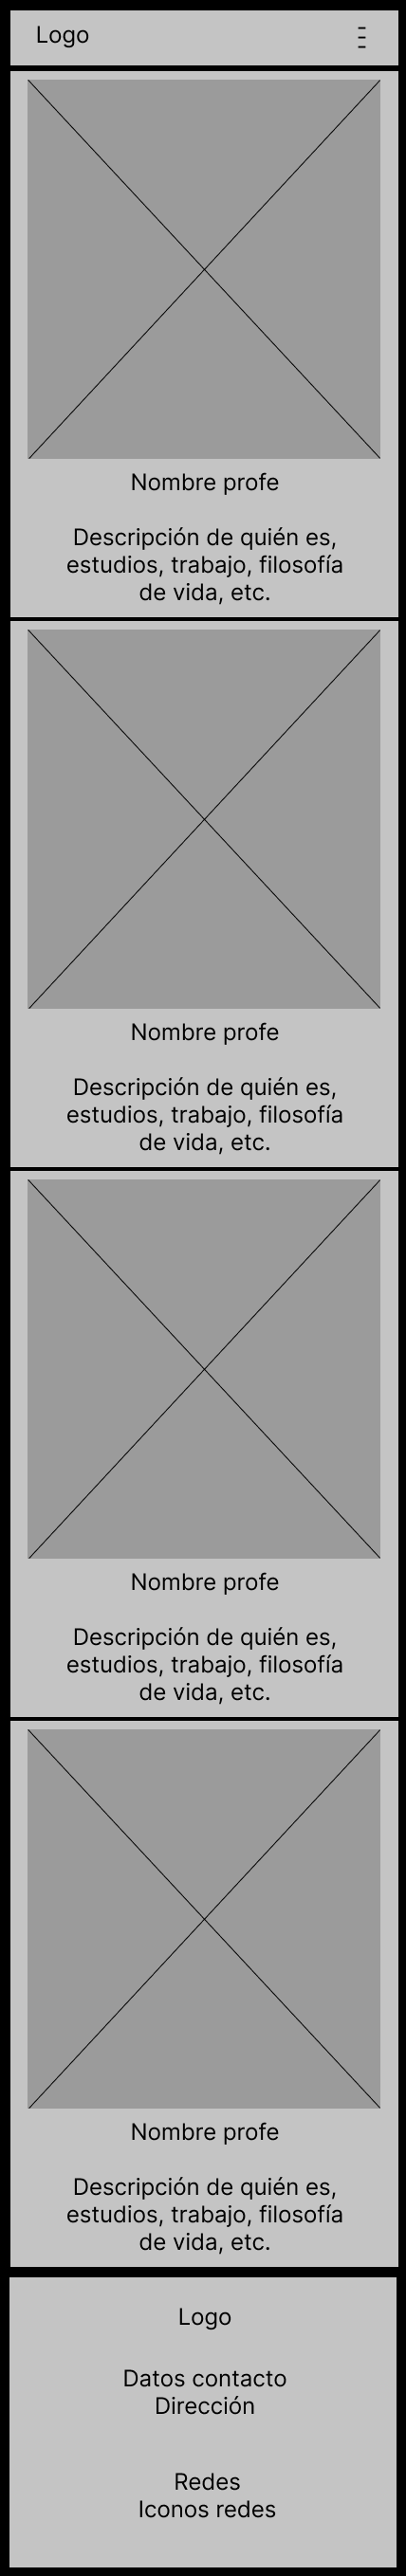 Logo
Nombre profe
Descripción de quién es,
estudios, trabajo, filosofía
de vida, etc.
Nombre profe
Descripción de quién es,
estudios, trabajo, filosofía
de vida, etc.
Nombre profe
Descripción de quién es,
estudios, trabajo, filosofía
de vida, etc.
Nombre profe
Descripción de quién es,
estudios, trabajo, filosofía
de vida, etc.
Logo
Datos contacto
Dirección
Redes
Iconos redes